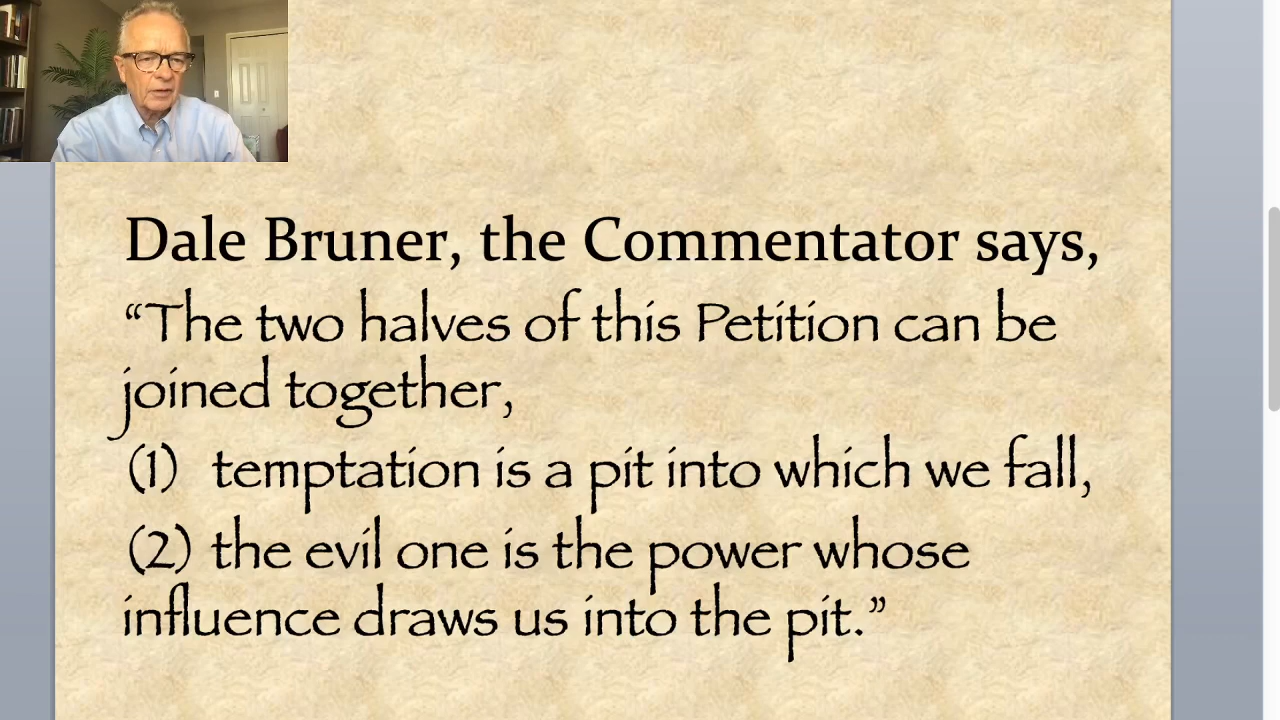 Dale Bruner, the Commentator says,
“The two halves of this Petition can be
joined together,
(1) temptation is a pit into which we fall,
(2) the evil one is the power whose
influence draws us into the pit.”